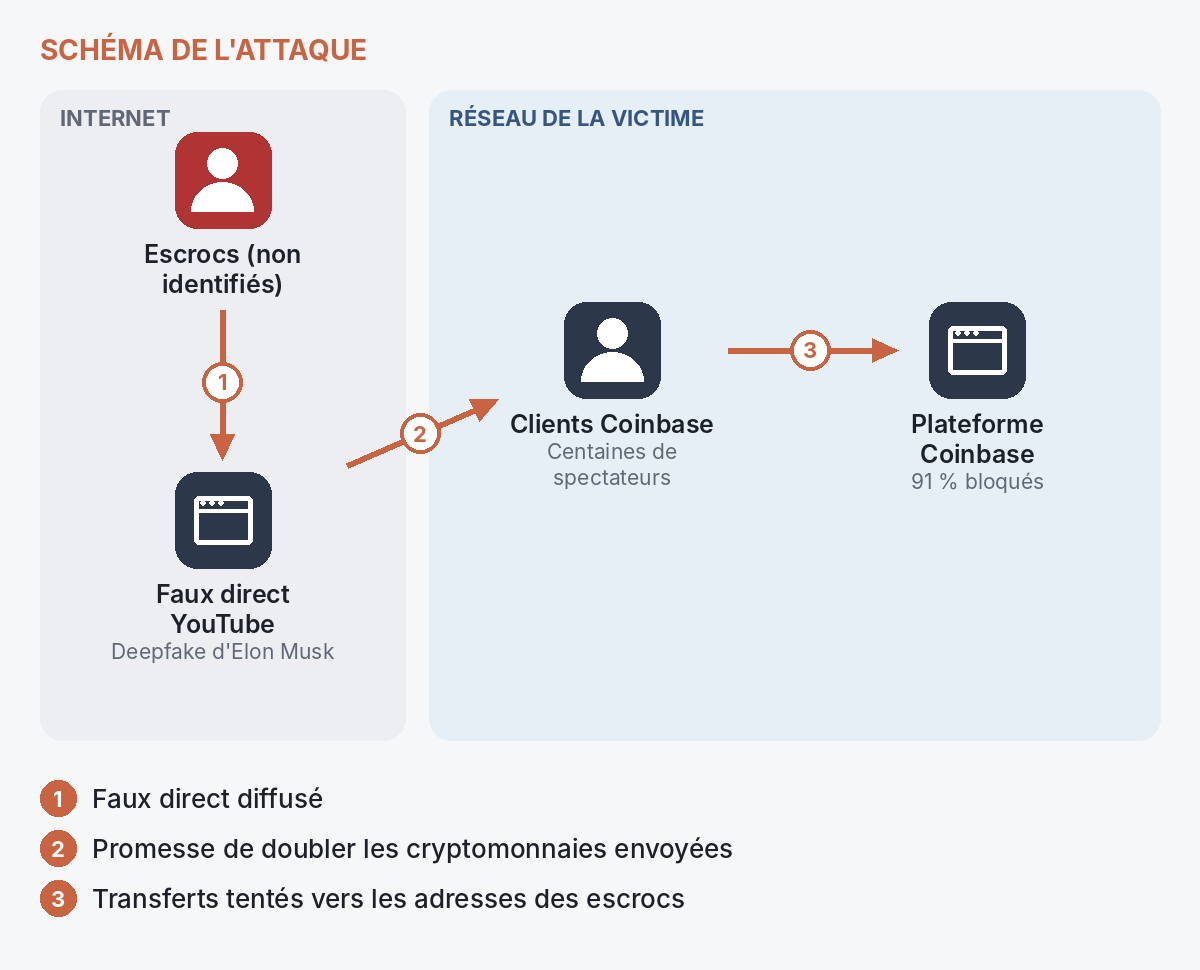 SCHÉMA DE L'ATTAQUE
INTERNET
Escrocs (non
identifiés)
1
Faux direct
YouTube
Deepfake d'Elon Musk
2
RÉSEAU DE LA VICTIME
Clients Coinbase
Centaines de
spectateurs
3
Plateforme
Coinbase
91 % bloqués
1 Faux direct diffusé
2 Promesse de doubler les cryptomonnaies envoyées
3 Transferts tentés vers les adresses des escrocs